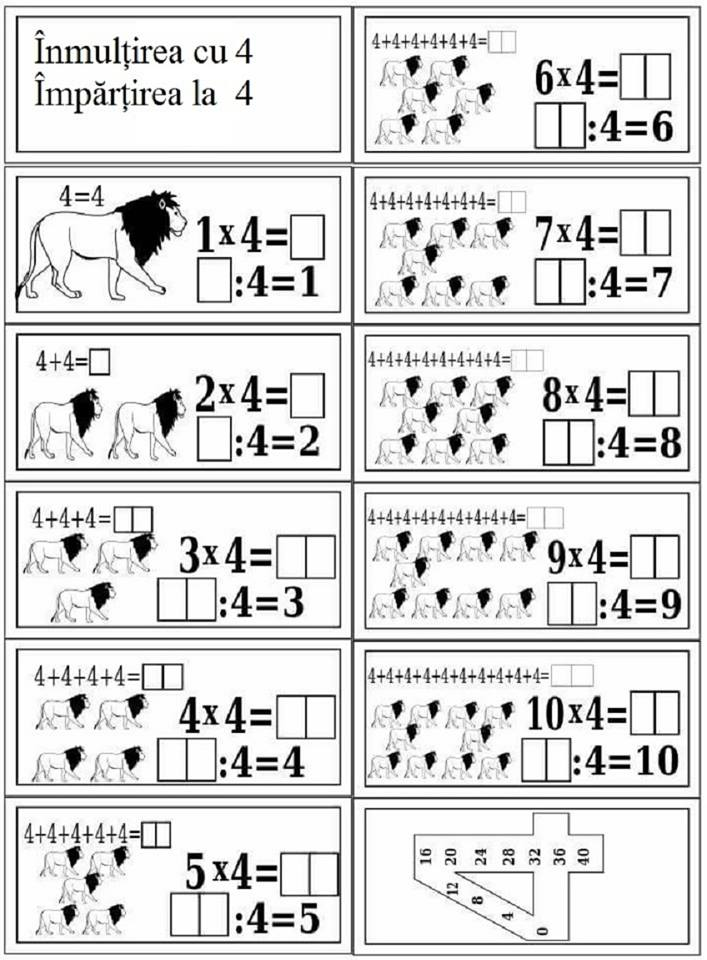 Înmulțirea cu 4
Împărțirea la 4
4=4
1x4=
:4=1
4+4=
2x4=
:4=2
4+4+4=
3x4=
:4=3
4+4+4+4=
4x4=
:4=4
4+4+4+4+4=
5x4=
:4=5
4+4+4+4+4+4=
6x4=
:4=6
4+4+4+4+4+4+4=
7x4=
:4=7
4+4+4+4+4+4+4+4=
8x4=
:4=8
4+4+4+4+4+4+4+4+4=
9x4=
:4=9
4+4+4+4+4+4+4+4+4+4=
10x4=
:4=10
0
4
8
12
16
20
24
28
32
36
40